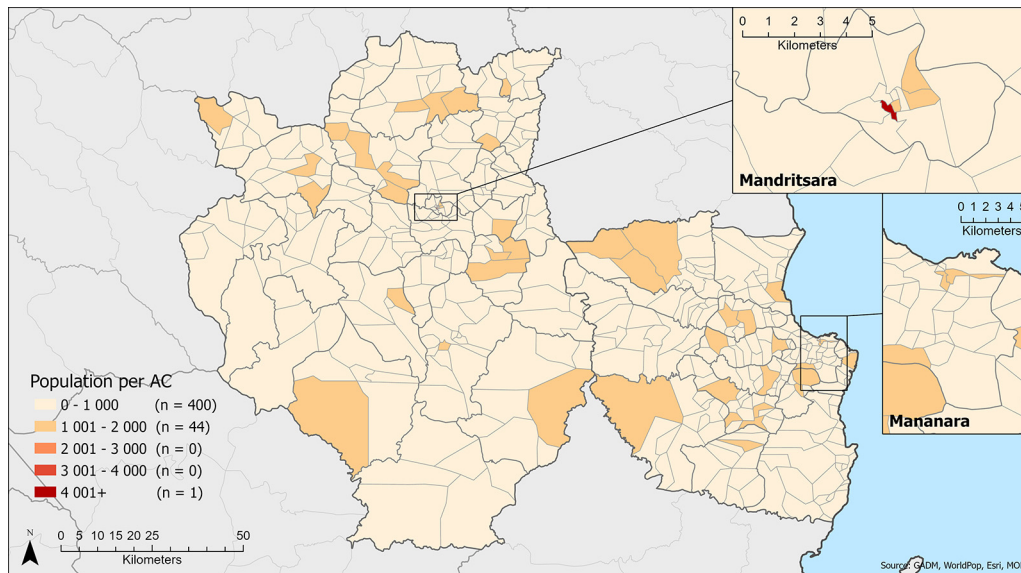 0 1 2 3 4 5
Kilometers
Mandritsara
0 1 2 3 4
Kilometers
Mananara
Population per AC
0 - 1 000 (n = 400)
1 001 - 2 000 (n = 44)
2 001 - 3 000 (n = 0)
3 001 - 4 000 (n = 0)
4 001+ (n = 1)
N
0 5 10 15 20 25 50
Kilometers
Source: GADM, WorldPop, Esri,